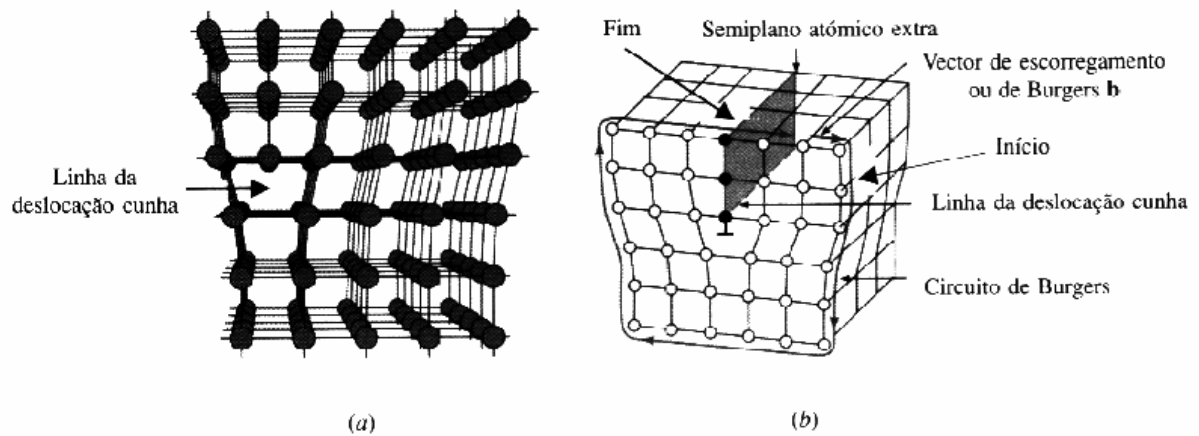 Linha da
deslocação cunha
(a)
Fim
Semiplano atómico extra
Vector de escorregamento
ou de Burgers b
Início
Linha da deslocação cunha
Circuito de Burgers
(b)